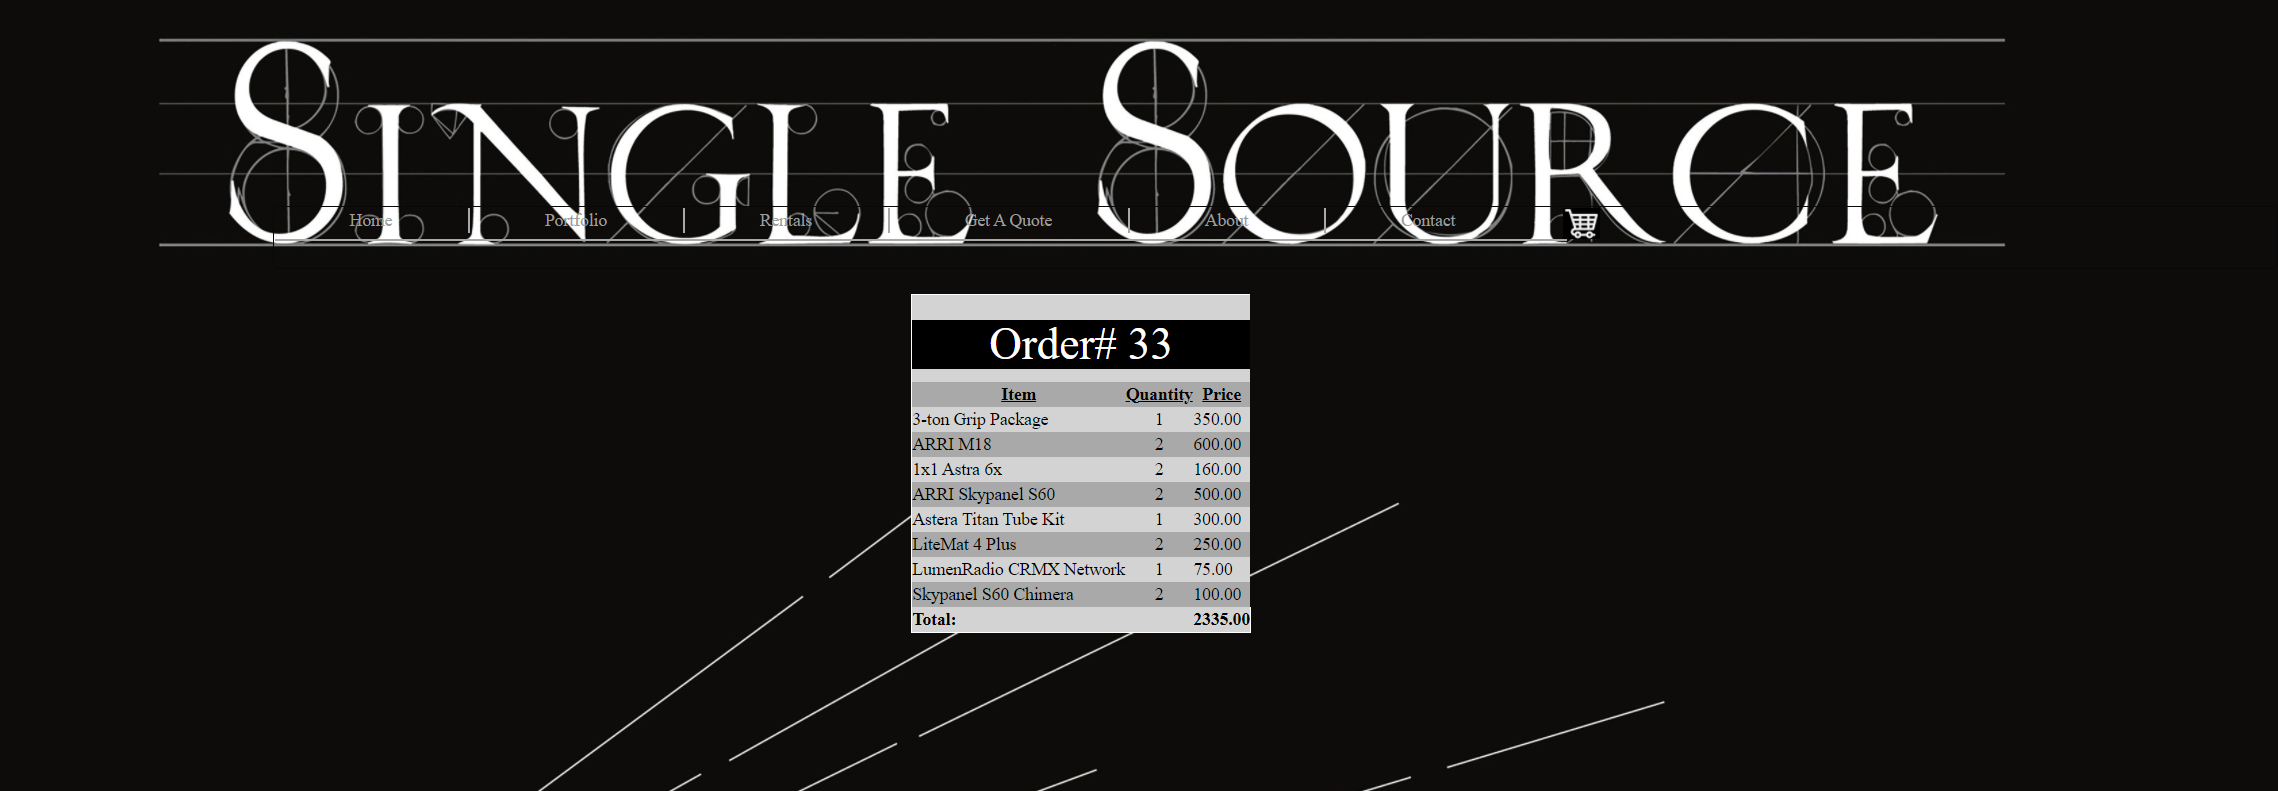 SINGLE SOURCE
Home Portfolio Rentals Get A Quote About Contact
Order# 33
Item Quantity Price
3-ton Grip Package 1 350.00
ARRI M18 2 600.00
1x1 Astra 6x 2 160.00
ARRI Skypanel S60 2 500.00
Astera Titan Tube Kit 1 300.00
LiteMat 4 Plus 2 250.00
LumenRadio CRMX Network 1 75.00
Skypanel S60 Chimera 2 100.00
Total: 2335.00